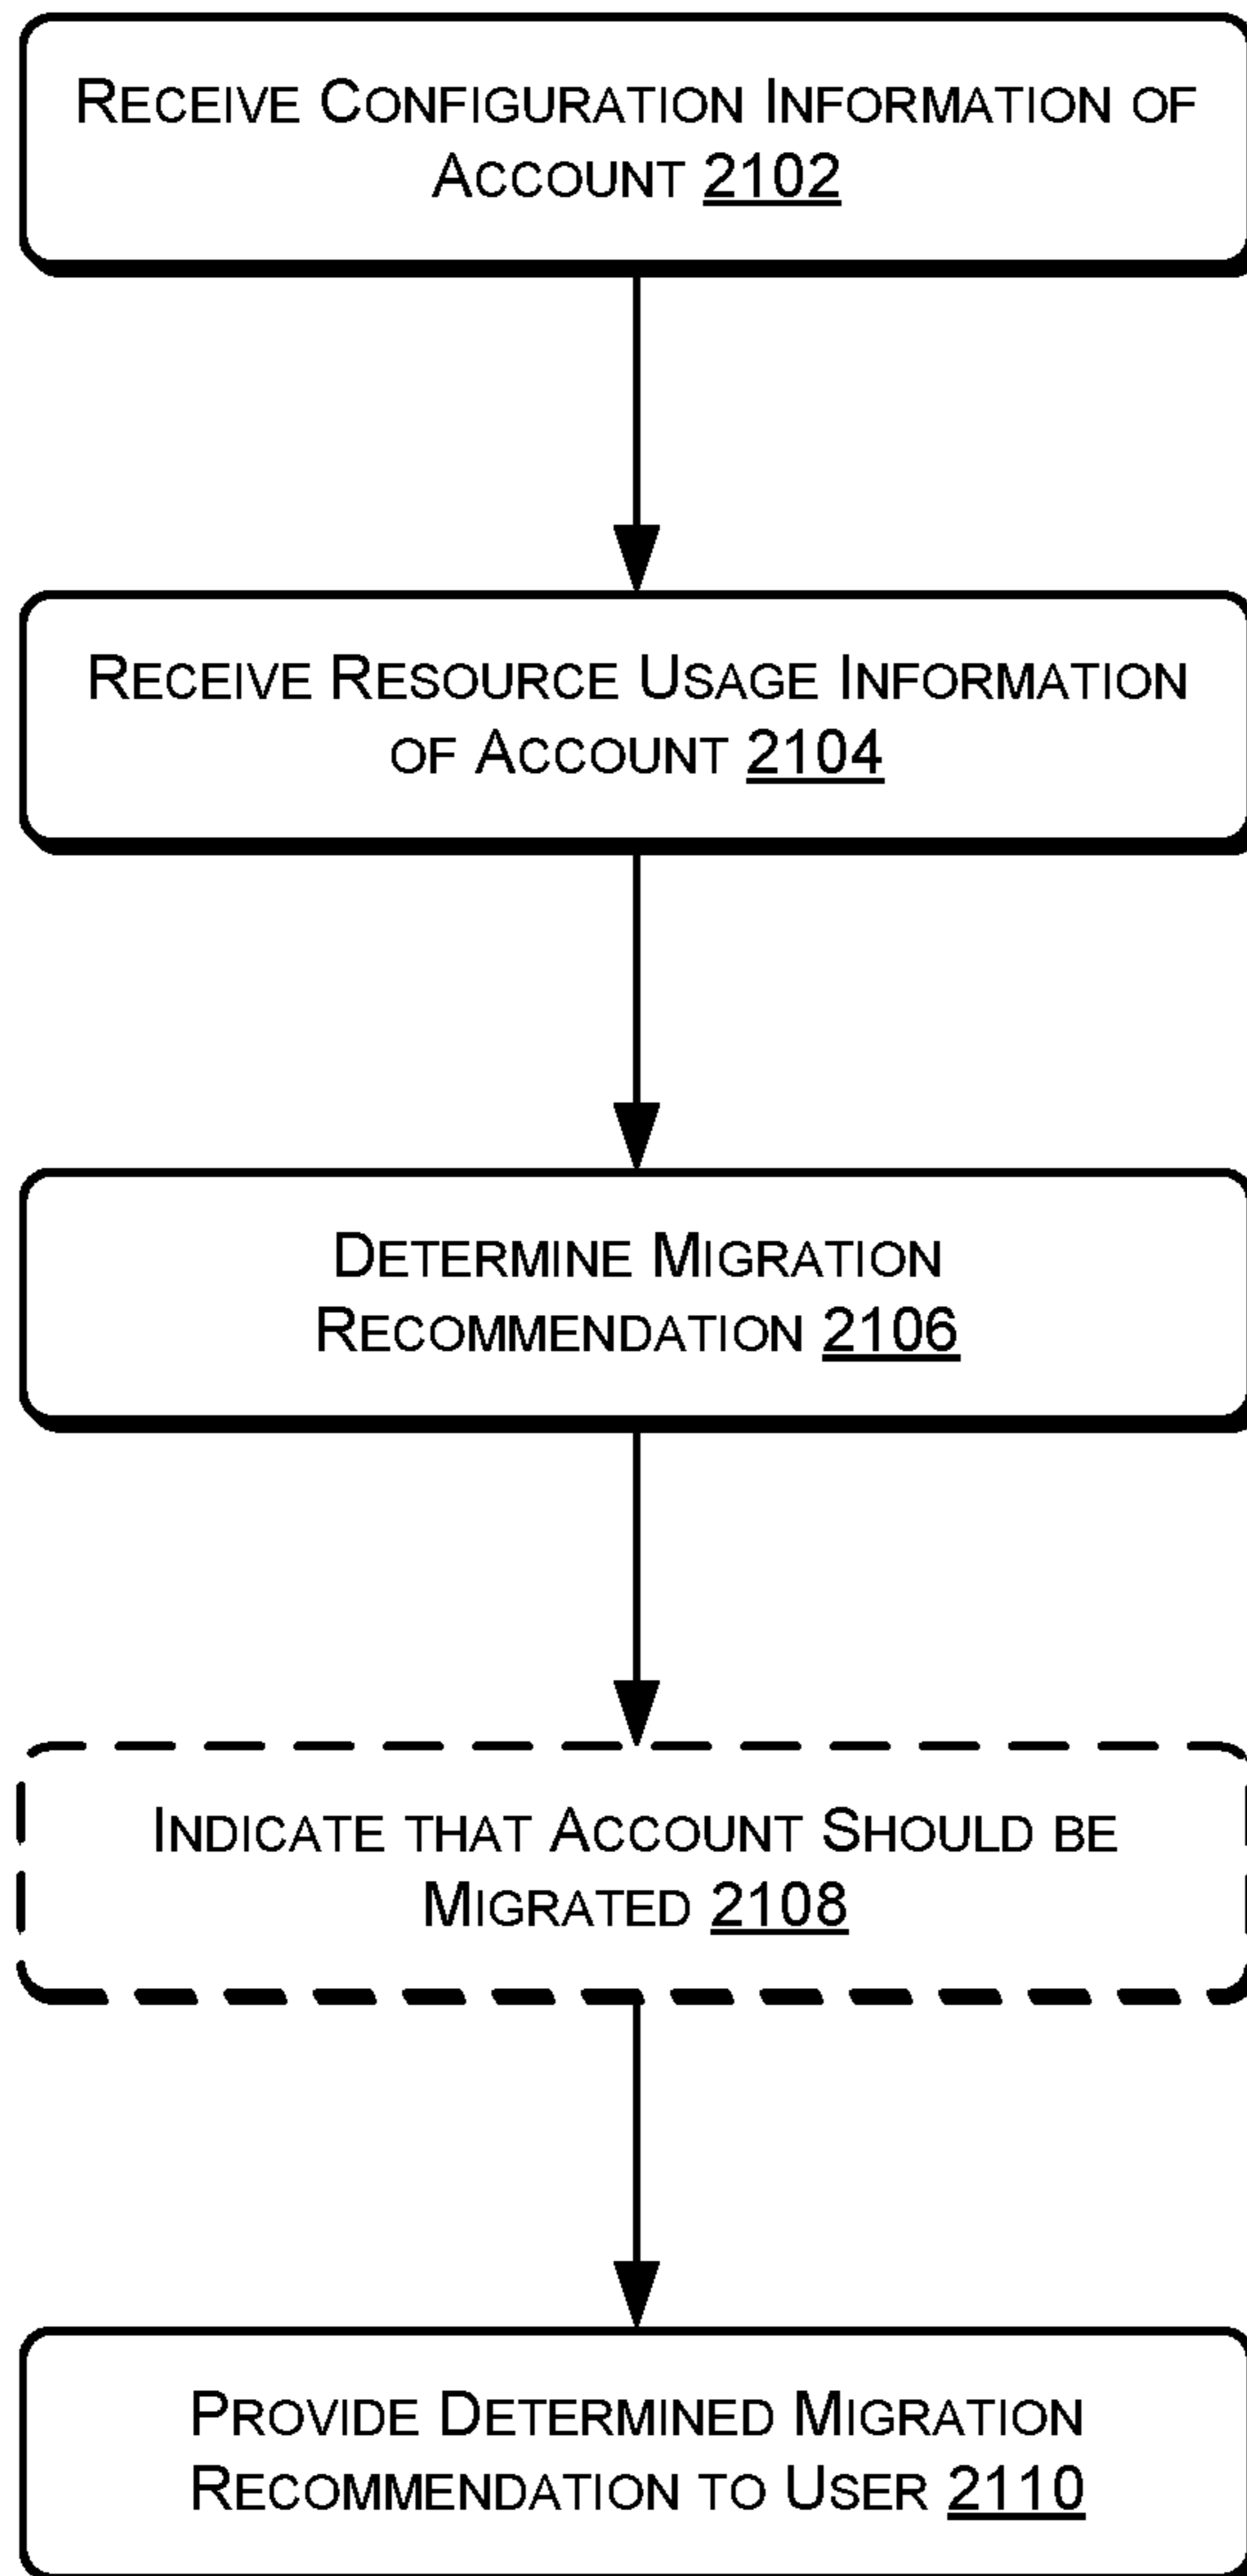 RECEIVE CONFIGURATION INFORMATION OF
ACCOUNT 2102
RECEIVE RESOURCE USAGE INFORMATION
OF ACCOUNT 2104
DETERMINE MIGRATION
RECOMMENDATION 2106
INDICATE THAT ACCOUNT SHOULD BE
MIGRATED 2108
PROVIDE DETERMINED MIGRATION
RECOMMENDATION TO USER 2110